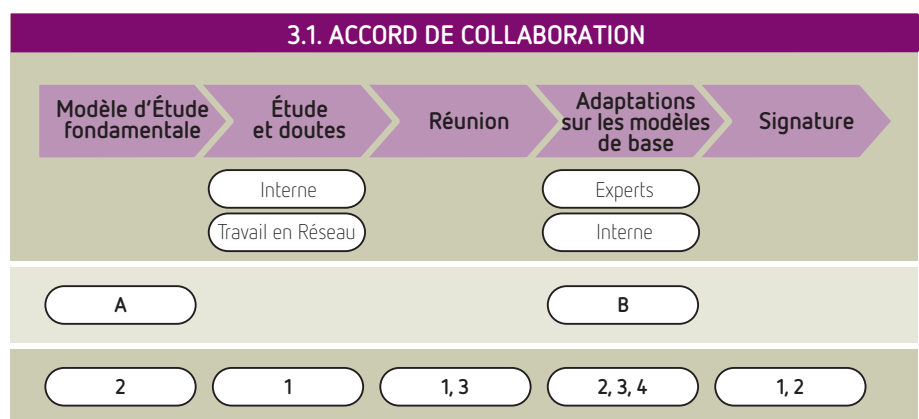 3.1. ACCORD DE COLLABORATION
Modèle d'Étude
fondamentale
Étude
et doutes
Réunion
Adaptations
sur les modèles
de base
Signature
Interne
Experts
Travail en Réseau
Interne
A
B
2
1
1, 3
2, 3, 4
1, 2